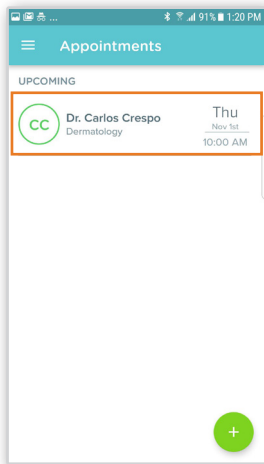 ... 91% 1:20 PM
Appointments
UPCOMING
CC
Dr. Carlos Crespo
Dermatology
Thu
Nov 1st
10:00 AM
+